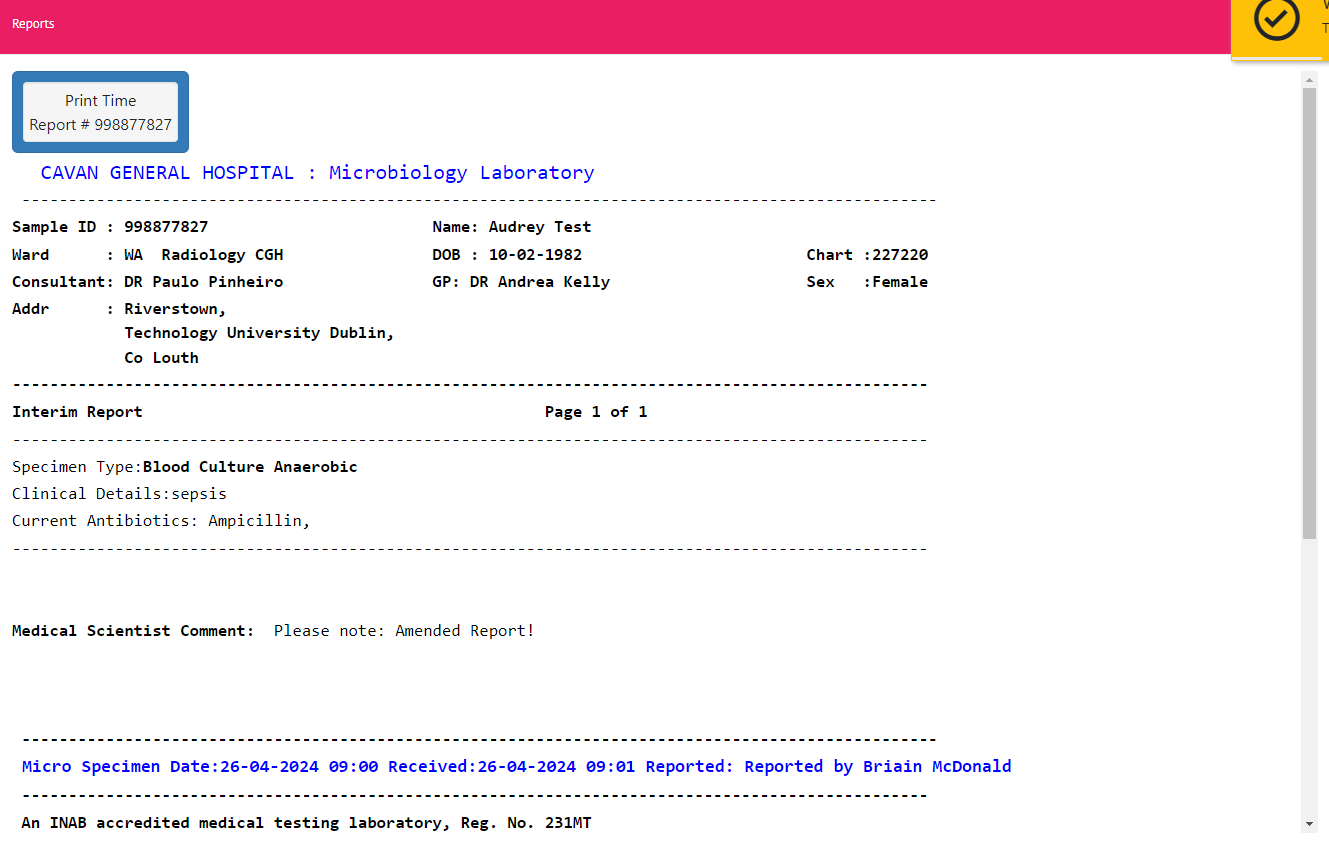 Reports
Print Time
Report # 998877827
CAVAN GENERAL HOSPITAL : Microbiology Laboratory
Sample ID : 998877827 Name: Audrey Test
Ward : WA Radiology CGH DOB : 10-02-1982 Chart :227220
Consultant: DR Paulo Pinheiro GP: DR Andrea Kelly Sex :Female
Addr : Riverstown,
Technology University Dublin,
Co Louth
Interim Report Page 1 of 1
Specimen Type:Blood Culture Anaerobic
Clinical Details:sepsis
Current Antibiotics: Ampicillin,
Medical Scientist Comment: Please note: Amended Report!
Micro Specimen Date:26-04-2024 09:00 Received:26-04-2024 09:01 Reported: Reported by Briain McDonald
An INAB accredited medical testing laboratory, Reg. No. 231MT